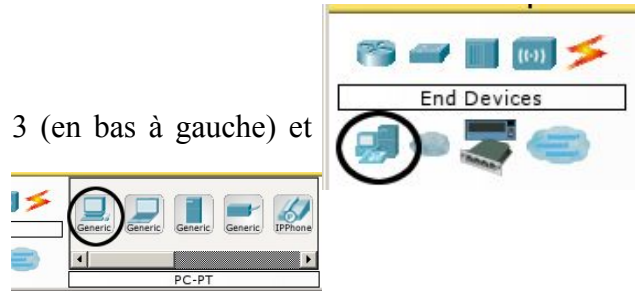 End Devices
3 (en bas à gauche) et
Generic Generic Generic Generic IPPhone
PC-PT